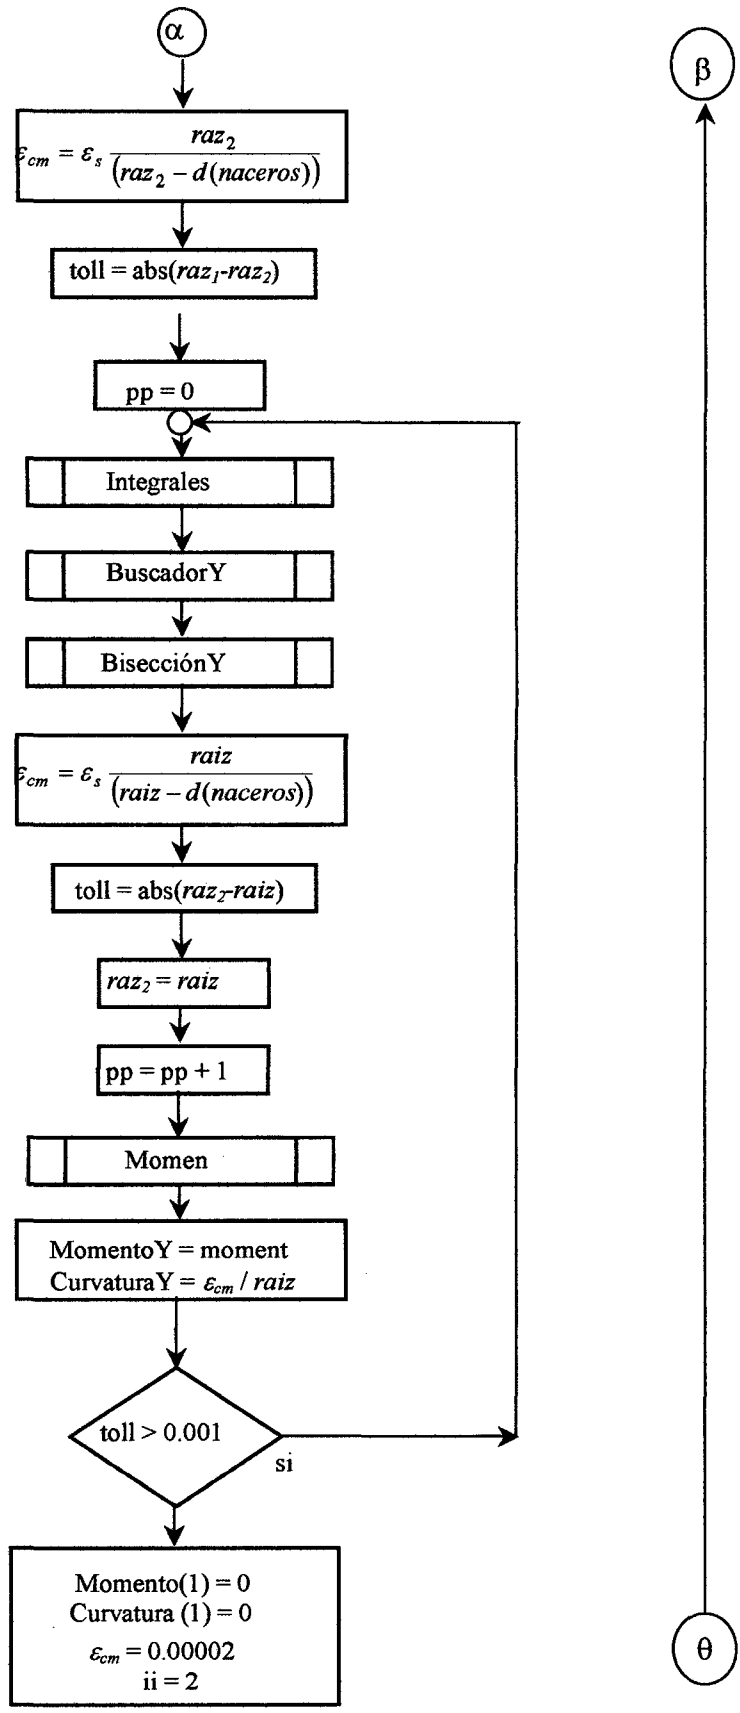 α
β
ε_cm = ε_s raz_2 / (raz_2 − d(naceros))
toll = abs(raz_1-raz_2)
pp = 0
Integrales
BuscadorY
BisecciónY
ε_cm = ε_s raiz / (raiz − d(naceros))
toll = abs(raz_2-raiz)
raz_2 = raiz
pp = pp + 1
Momen
MomentoY = moment
CurvaturaY = ε_cm / raiz
toll > 0.001
si
Momento(1) = 0
Curvatura (1) = 0
ε_cm = 0.00002
ii = 2
θ